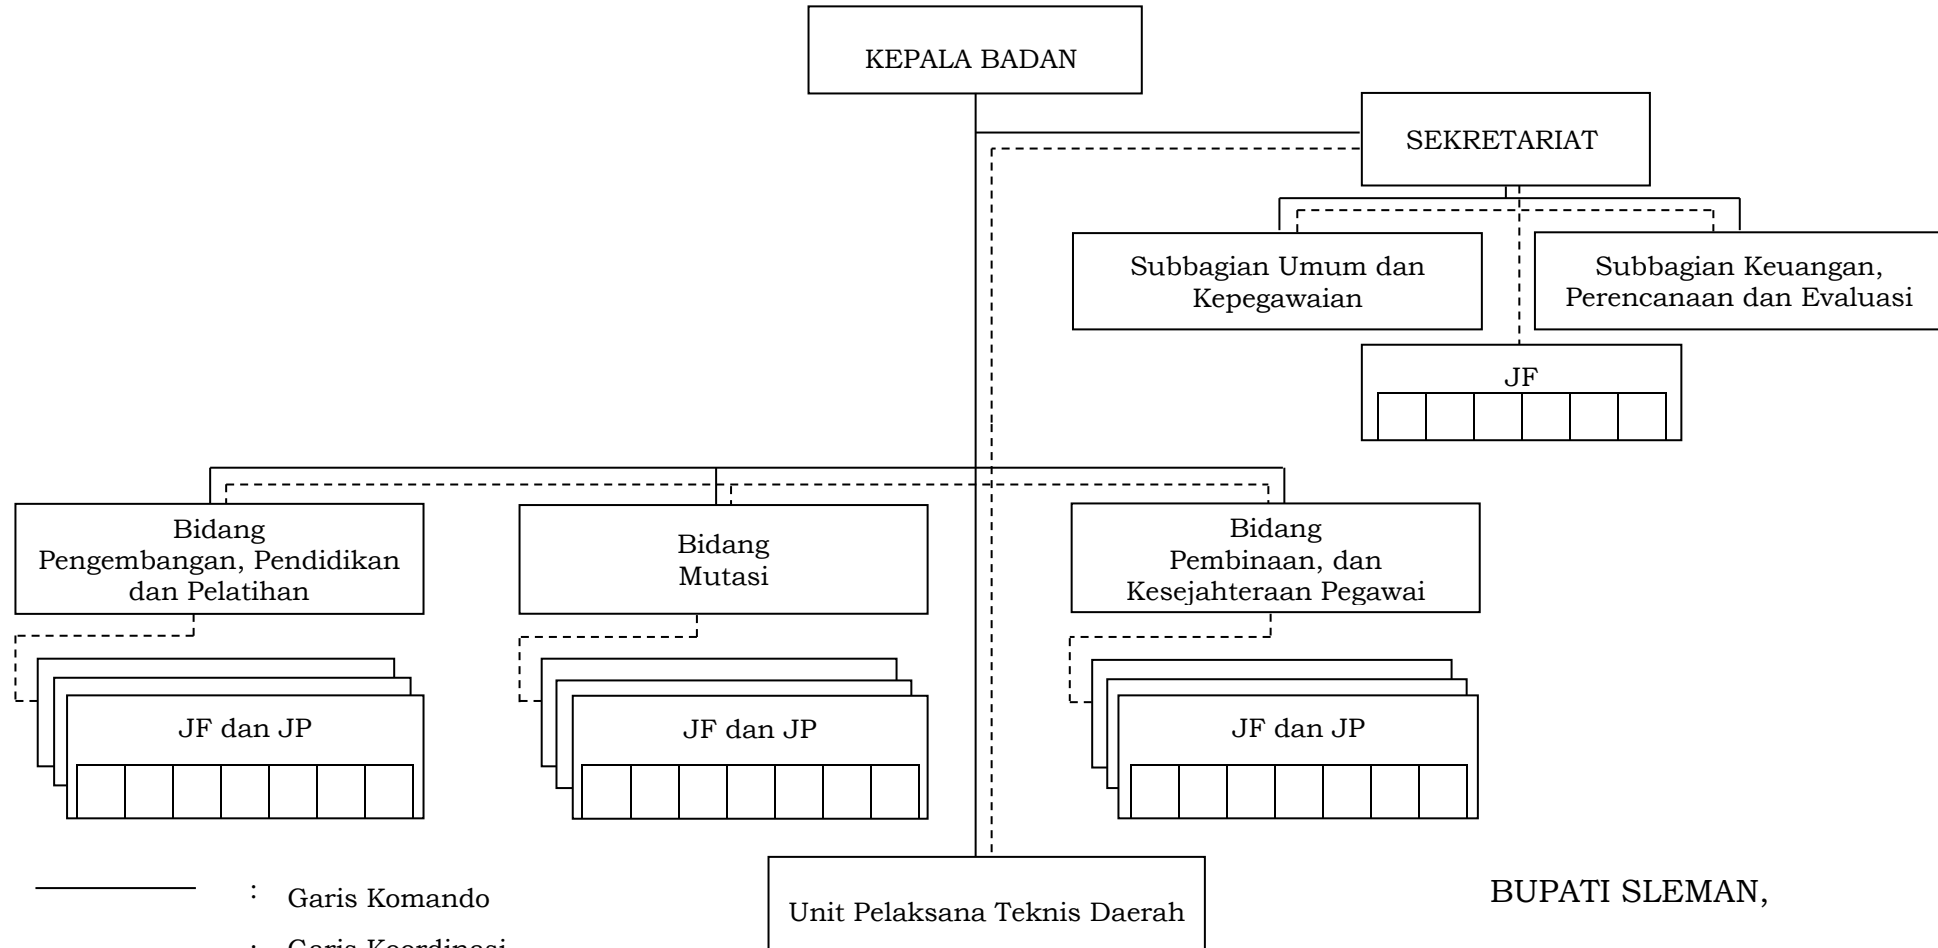 KEPALA BADAN
SEKRETARIAT
Subbagian Umum dan
Kepegawaian
Subbagian Keuangan,
Perencanaan dan Evaluasi
JF
Bidang
Pengembangan, Pendidikan
dan Pelatihan
Bidang
Mutasi
Bidang
Pembinaan, dan
Kesejahteraan Pegawai
JF dan JP
JF dan JP
JF dan JP
: Garis Komando
: Garis Koordinasi
Unit Pelaksana Teknis Daerah
BUPATI SLEMAN,